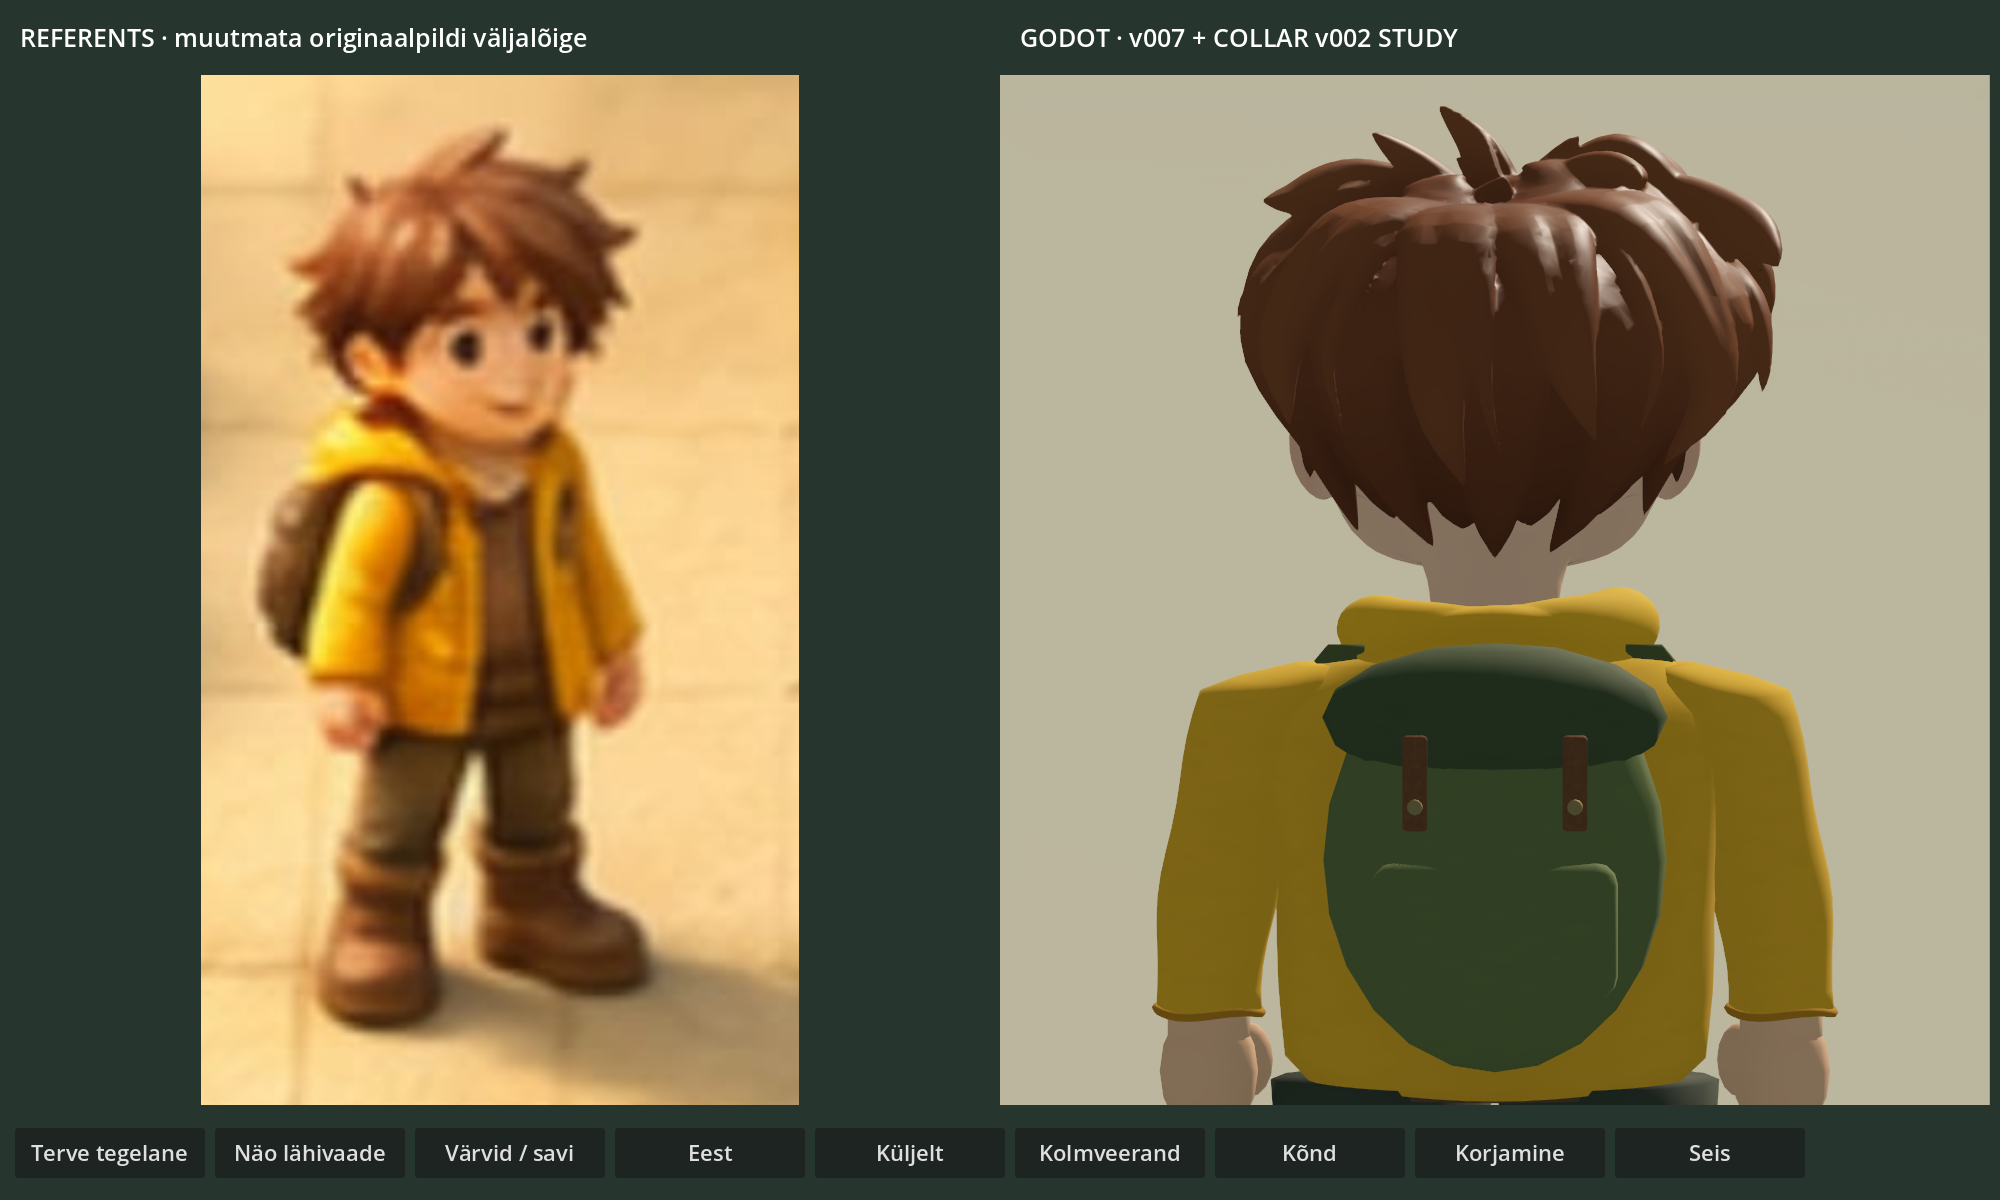 REFERENTS · muutmata originaalpildi väljalõige
GODOT · v007 + COLLAR v002 STUDY
Terve tegelane
Näo lähivaade
Värvid / savi
Eest
Küljelt
Kolmveerand
Kõnd
Korjamine
Seis